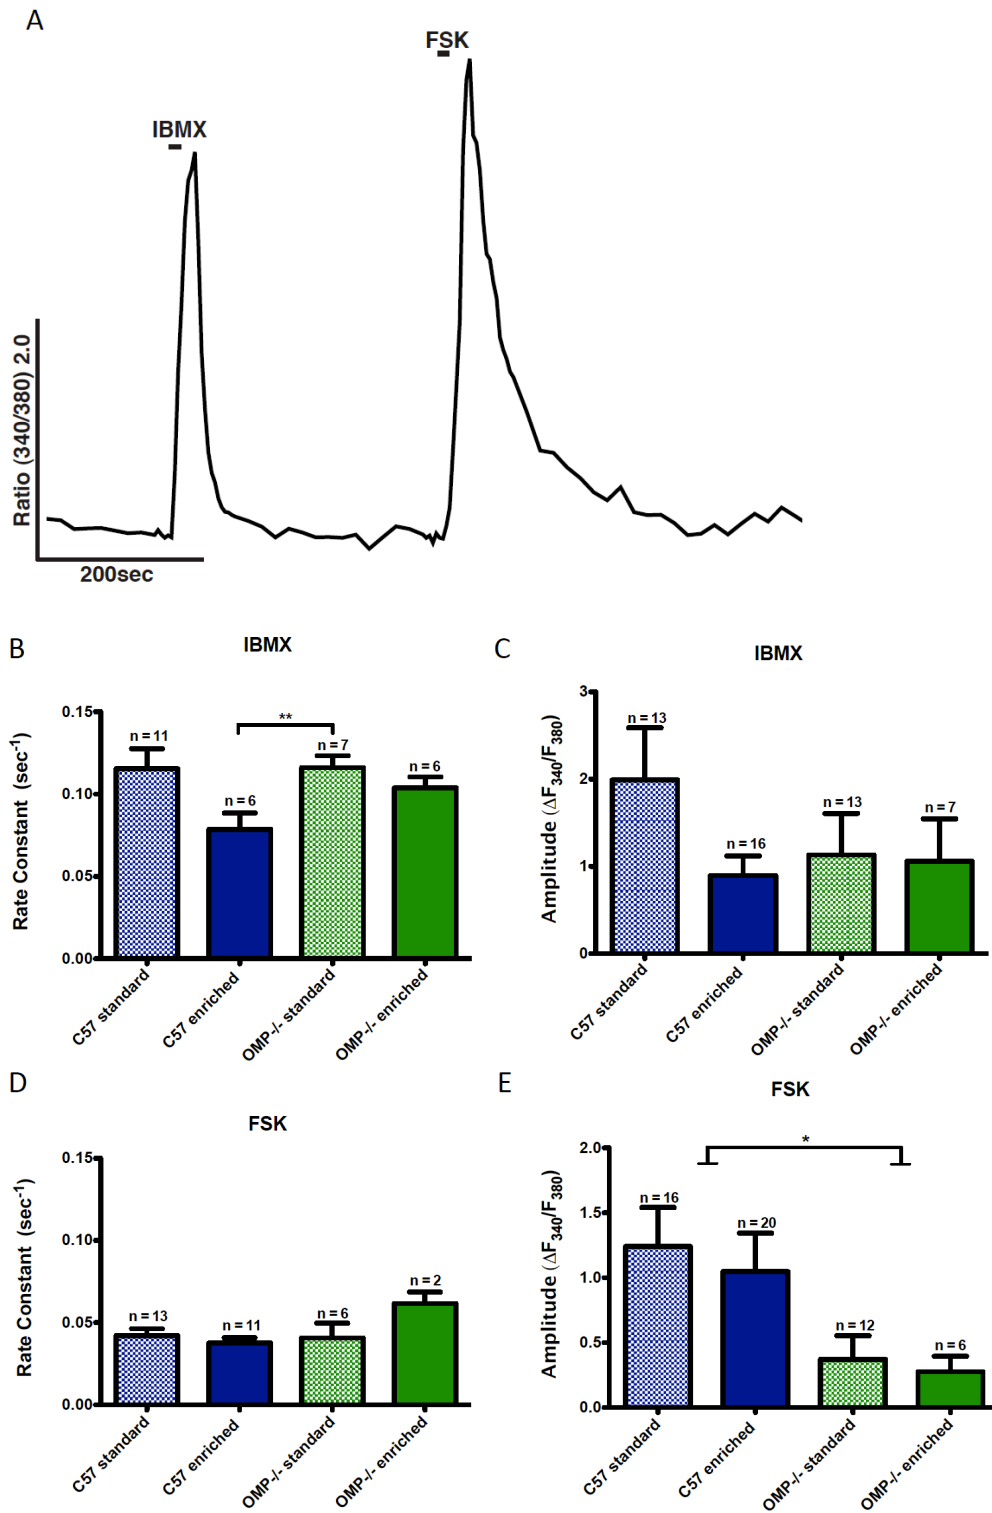 A
FSK
IBMX
Ratio (340/380) 2.0
200sec
B
IBMX
Rate Constant (sec-1)
0.15
0.10
0.05
0.00
n = 11
n = 6
**
n = 7
n = 6
C57 standard
C57 enriched
OMP-/- standard
OMP-/- enriched
C
IBMX
Amplitude (ΔF340/F380)
3
2
1
0
n = 13
n = 16
n = 13
n = 7
C57 standard
C57 enriched
OMP-/- standard
OMP-/- enriched
D
FSK
Rate Constant (sec-1)
0.15
0.10
0.05
0.00
n = 13
n = 11
n = 6
n = 2
C57 standard
C57 enriched
OMP-/- standard
OMP-/- enriched
E
FSK
Amplitude (ΔF340/F380)
2.0
1.5
1.0
0.5
0.0
*
n = 16
n = 20
n = 12
n = 6
C57 standard
C57 enriched
OMP-/- standard
OMP-/- enriched